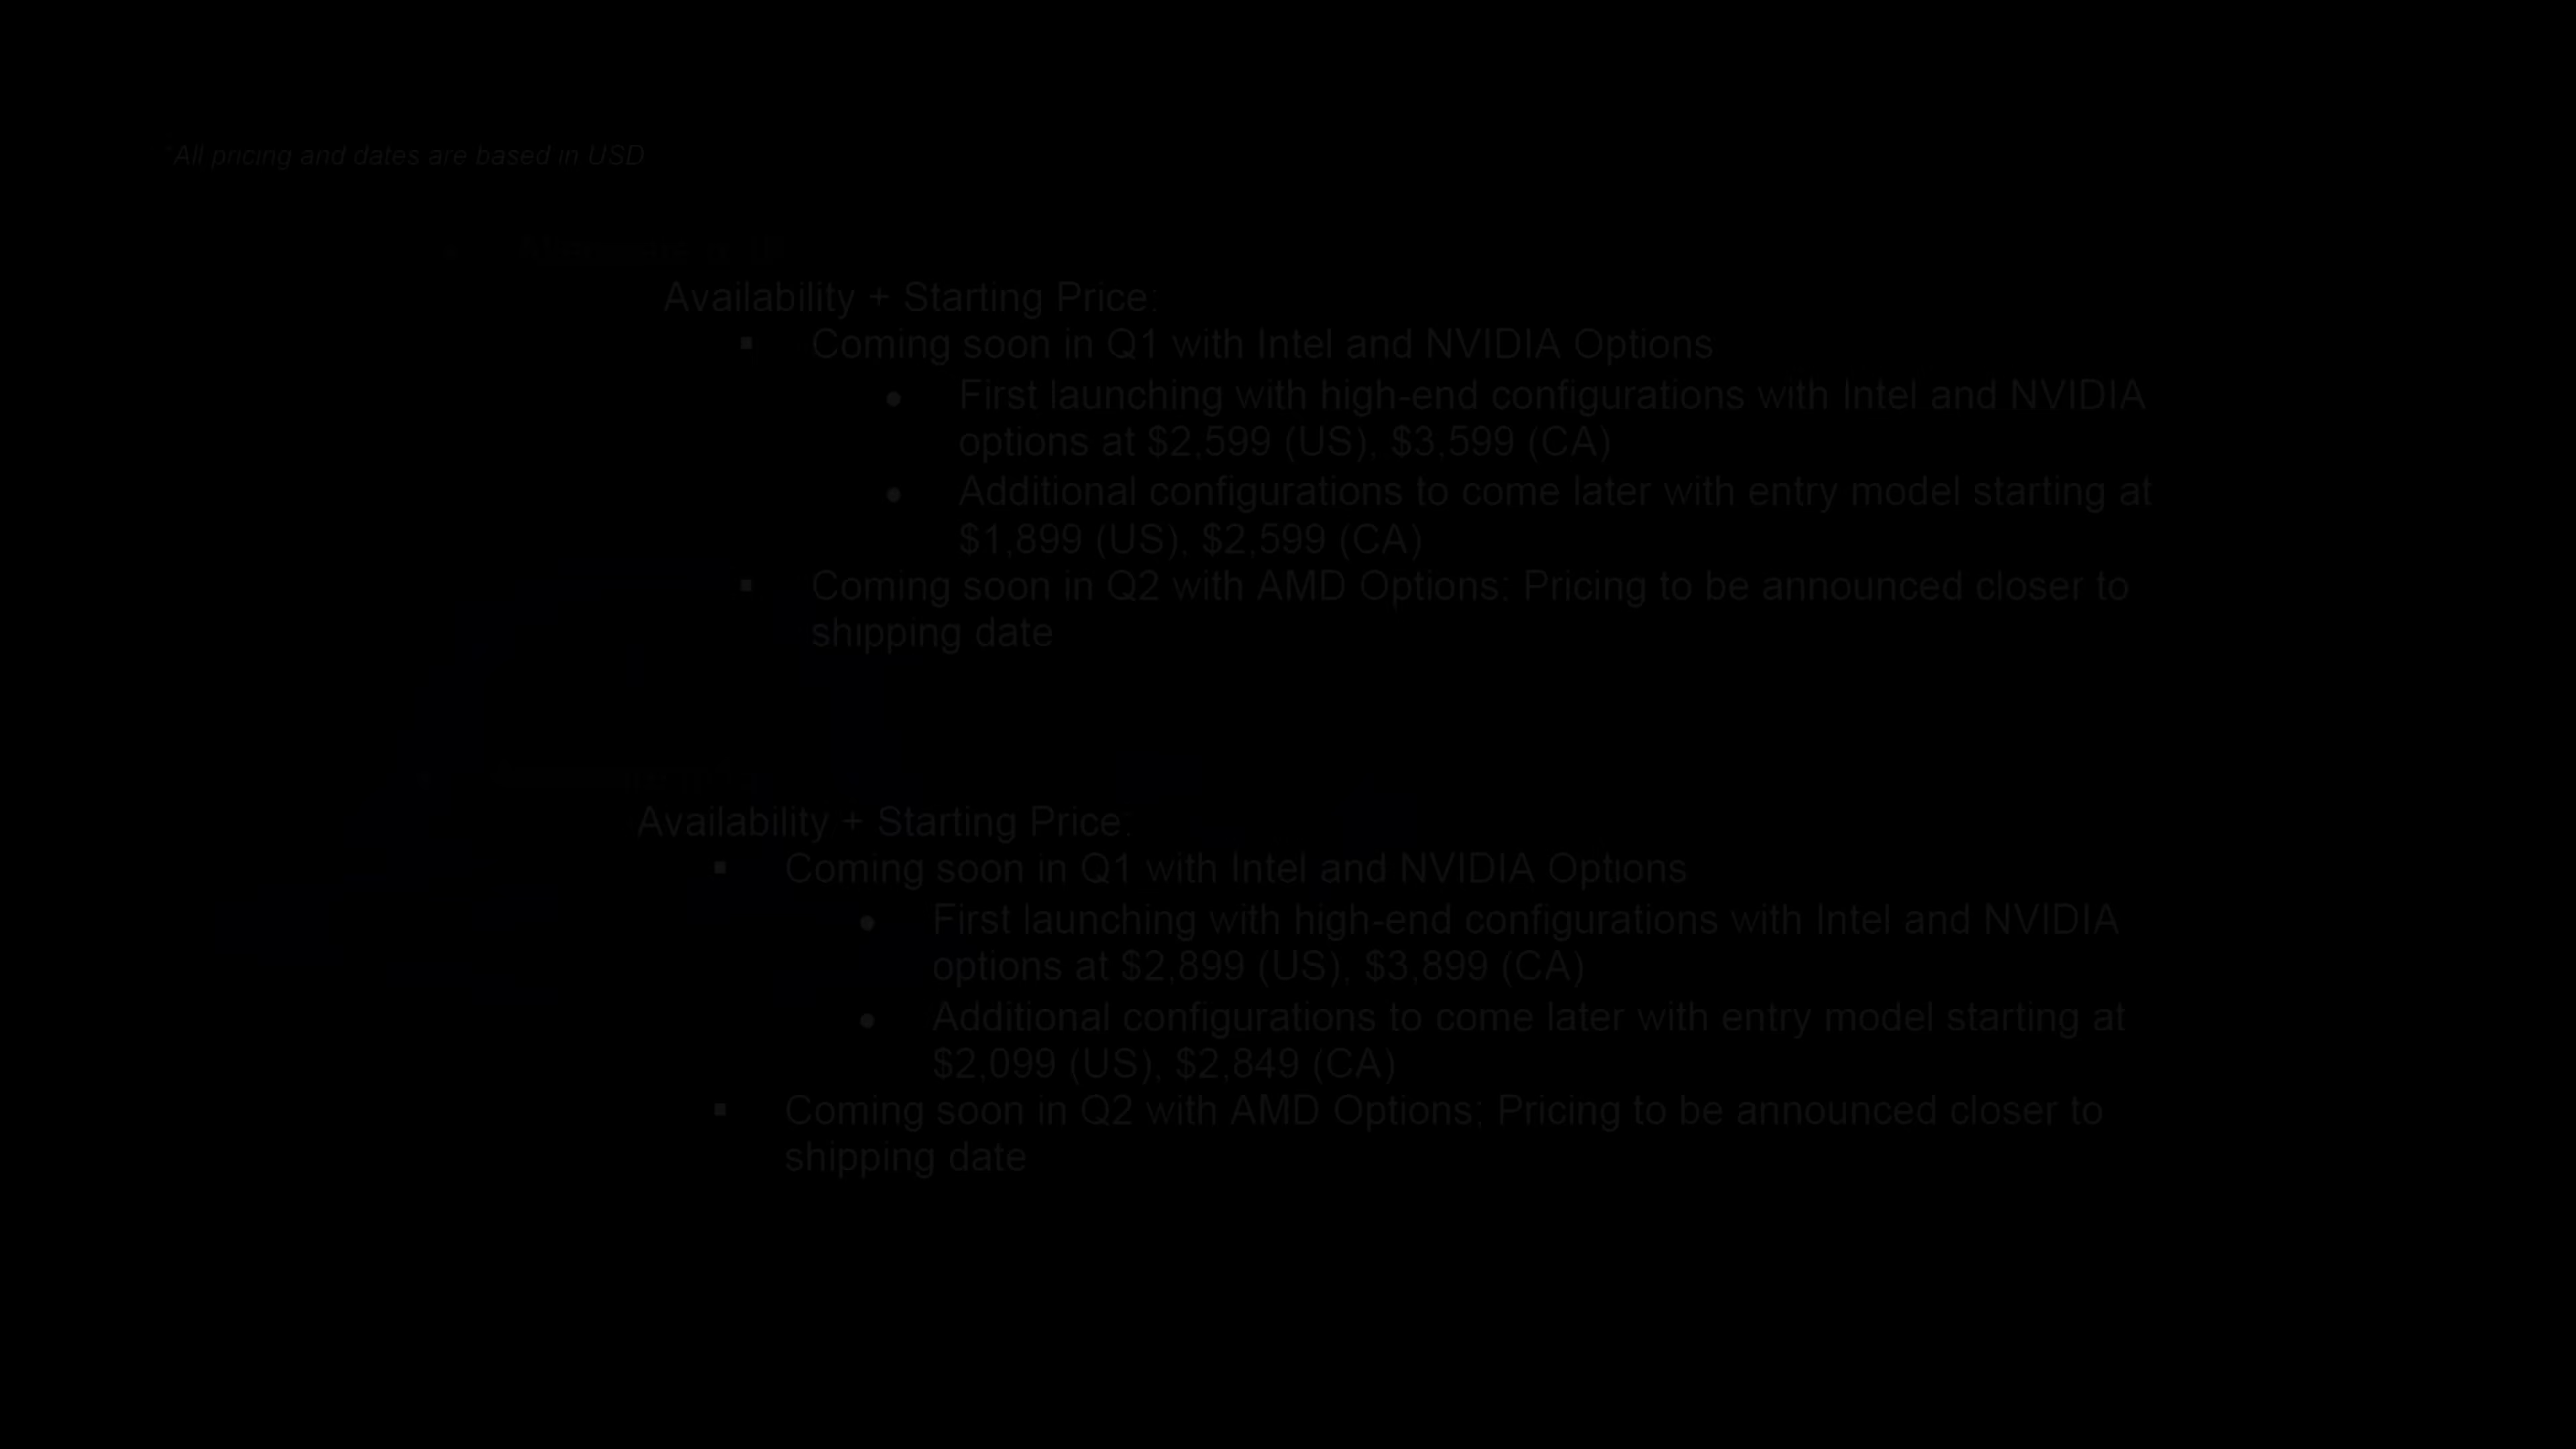 *All pricing and dates are based in USD
Availability + Starting Price:
▪ Coming soon in Q1 with Intel and NVIDIA Options
● First launching with high-end configurations with Intel and NVIDIA
options at $2,599 (US), $3,599 (CA)
● Additional configurations to come later with entry model starting at
$1,899 (US), $2,599 (CA)
▪ Coming soon in Q2 with AMD Options; Pricing to be announced closer to
shipping date
Availability + Starting Price:
▪ Coming soon in Q1 with Intel and NVIDIA Options
● First launching with high-end configurations with Intel and NVIDIA
options at $2,899 (US), $3,899 (CA)
● Additional configurations to come later with entry model starting at
$2,099 (US), $2,849 (CA)
▪ Coming soon in Q2 with AMD Options; Pricing to be announced closer to
shipping date